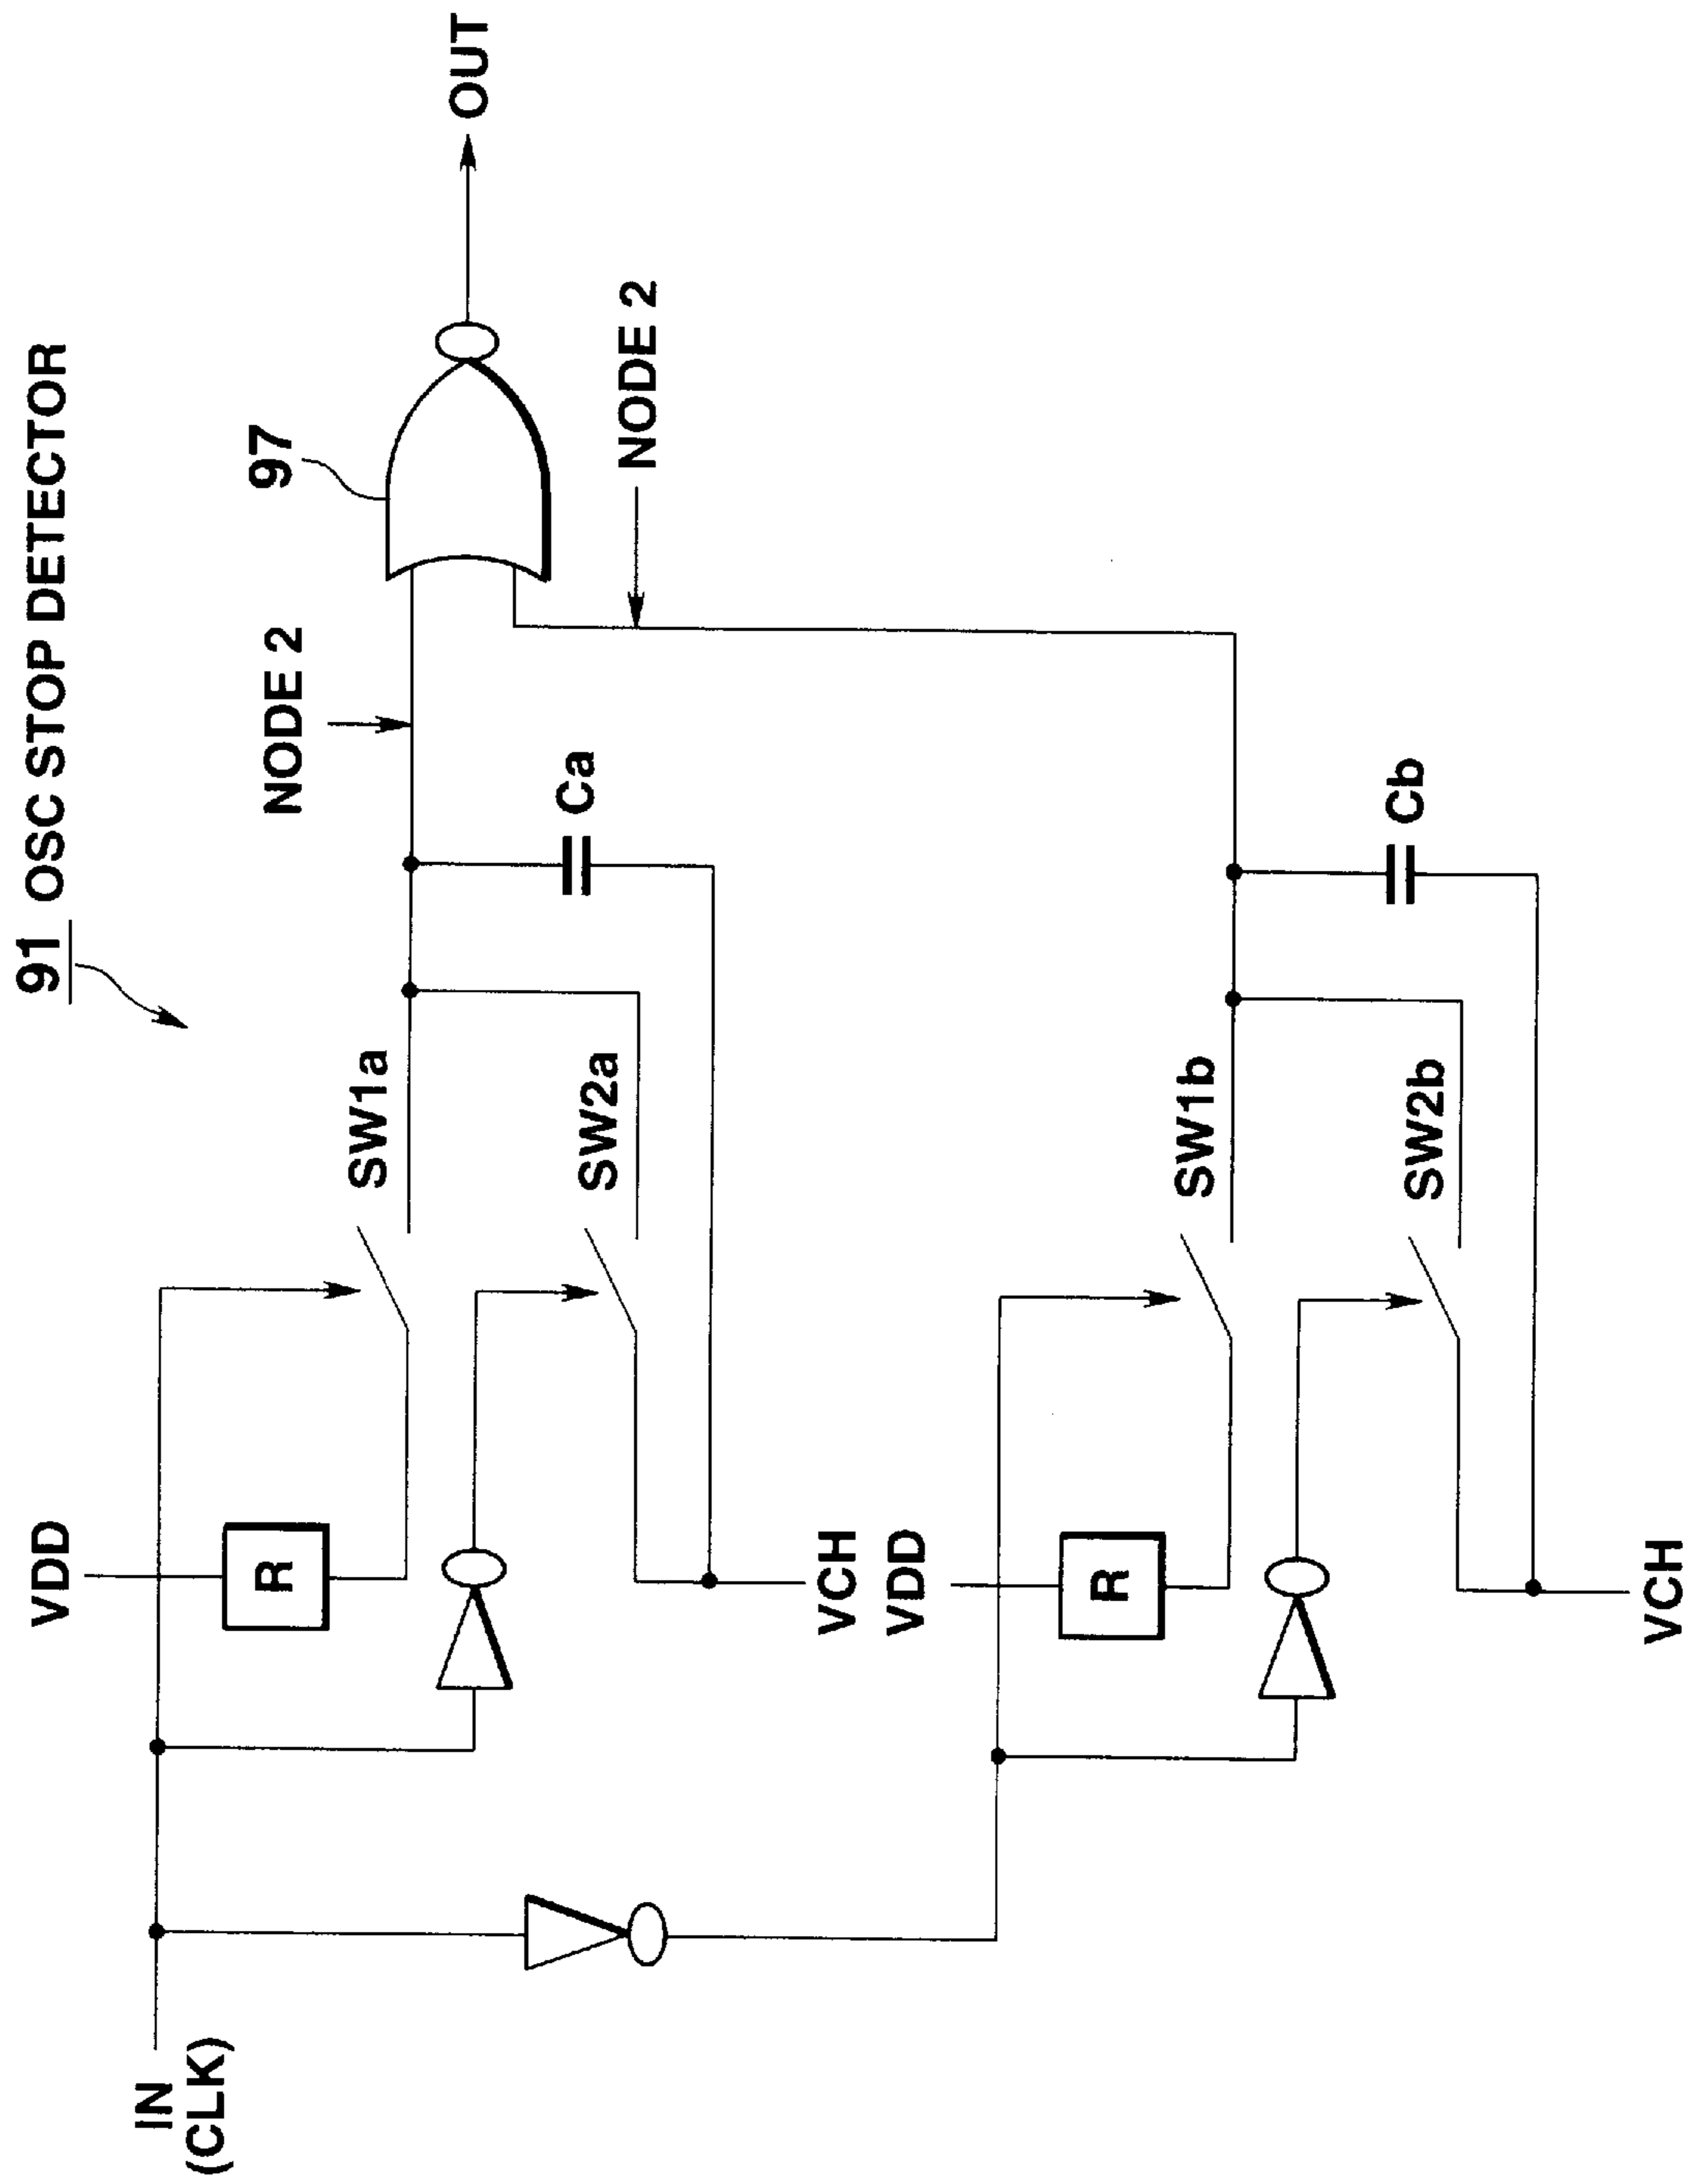 91 OSC STOP DETECTOR
IN
(CLK)
VDD
R
SW1a
SW2a
VCH
NODE 2
Ca
97
OUT
NODE 2
VDD
R
SW1b
SW2b
VCH
Cb